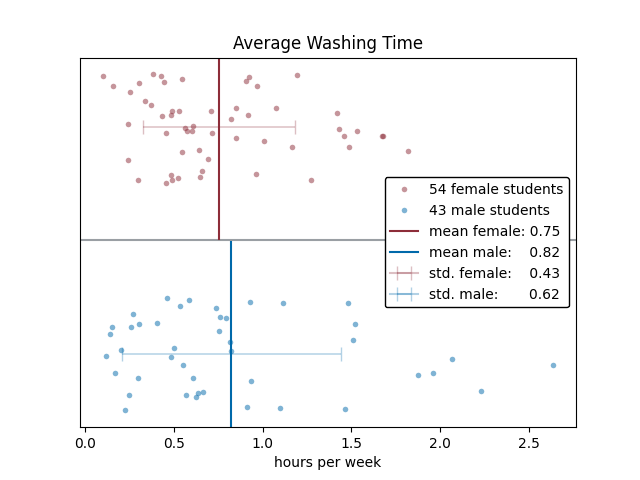 Average Washing Time
54 female students
43 male students
mean female: 0.75
mean male: 0.82
std. female: 0.43
std. male: 0.62
0.0 0.5 1.0 1.5 2.0 2.5
hours per week